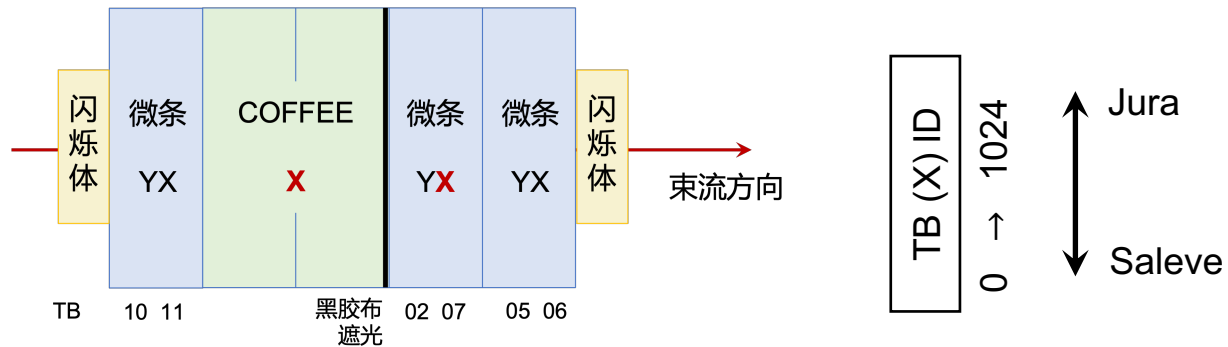 闪烁体
微条
YX
COFFEE
X
微条
YX
微条
YX
闪烁体
束流方向
TB
10 11
黑胶布
遮光
02 07
05 06
TB (X) ID
0 → 1024
Jura
Saleve